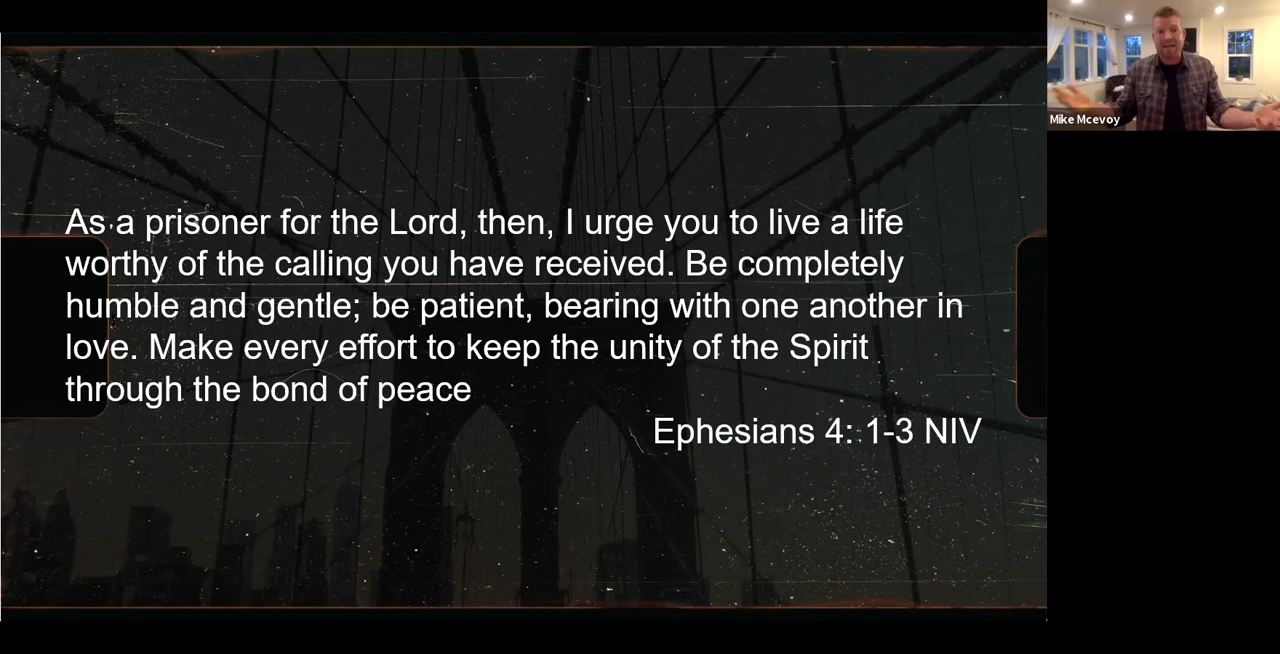 As a prisoner for the Lord, then, I urge you to live a life
worthy of the calling you have received. Be completely
humble and gentle; be patient, bearing with one another in
love. Make every effort to keep the unity of the Spirit
through the bond of peace
Ephesians 4: 1-3 NIV
Mike Mcevoy